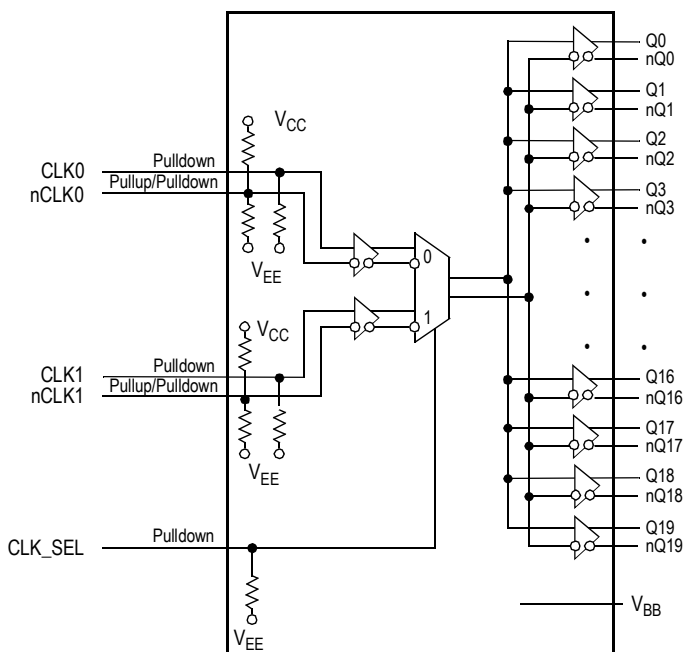 Q0
nQ0
Q1
nQ1
Q2
nQ2
Q3
nQ3
VCC
CLK0 Pulldown
nCLK0 Pullup/Pulldown
VEE
0
1
VCC
CLK1 Pulldown
nCLK1 Pullup/Pulldown
VEE
Q16
nQ16
Q17
nQ17
Q18
nQ18
Q19
nQ19
CLK_SEL Pulldown
VBB
VEE